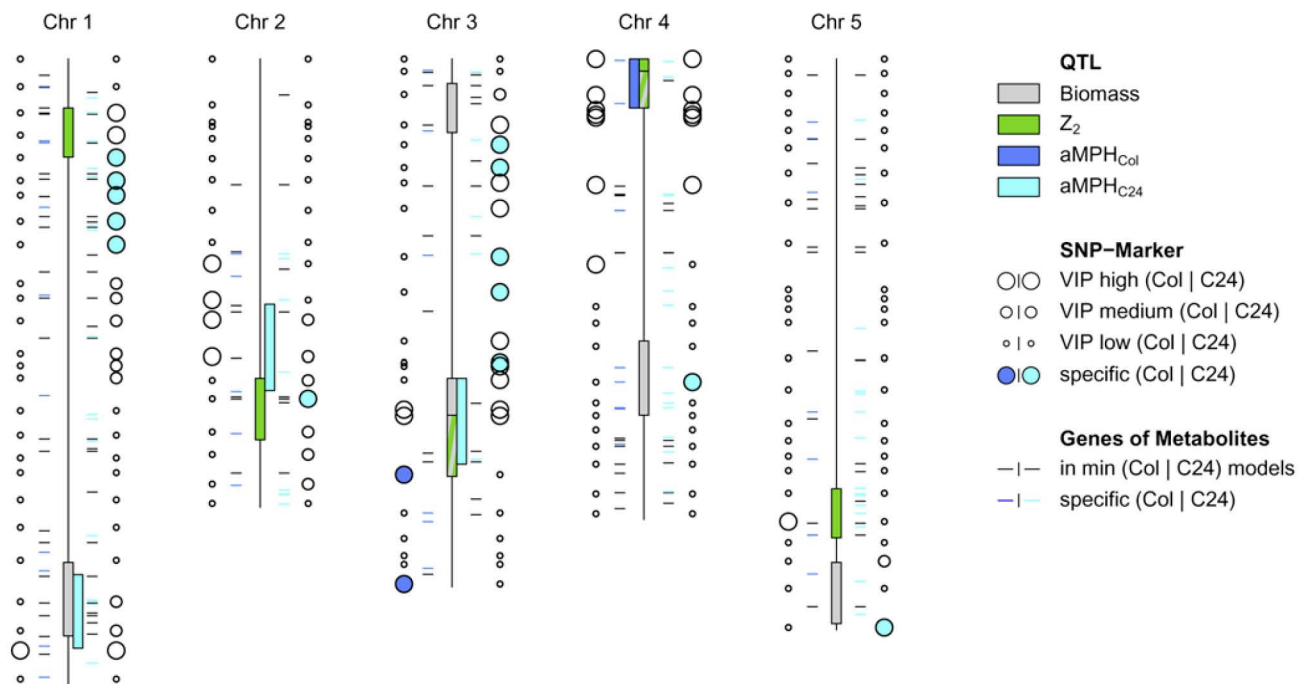 Chr 1
Chr 2
Chr 3
Chr 4
Chr 5
QTL
Biomass
Z2
aMPHCol
aMPHC24
SNP−Marker
VIP high (Col | C24)
VIP medium (Col | C24)
VIP low (Col | C24)
specific (Col | C24)
Genes of Metabolites
in min (Col | C24) models
specific (Col | C24)